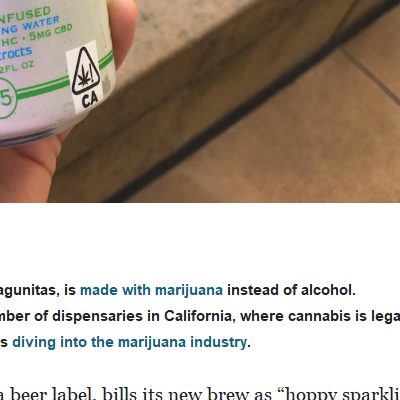 NFUSED
NG WATER
HC · 5MG CBD
tracts
2FL OZ
5
CA
agunitas, is made with marijuana instead of alcohol.
mber of dispensaries in California, where cannabis is lega
s diving into the marijuana industry.
a beer label, bills its new brew as “hoppy sparkli